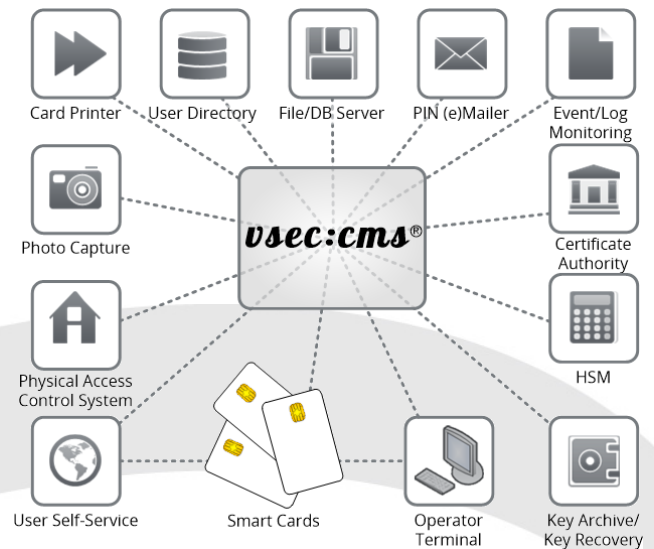 Card Printer
User Directory
File/DB Server
PIN (e)Mailer
Event/Log
Monitoring
Photo Capture
vsec:cms®
Certificate
Authority
Physical Access
Control System
HSM
User Self-Service
Smart Cards
Operator
Terminal
Key Archive/
Key Recovery